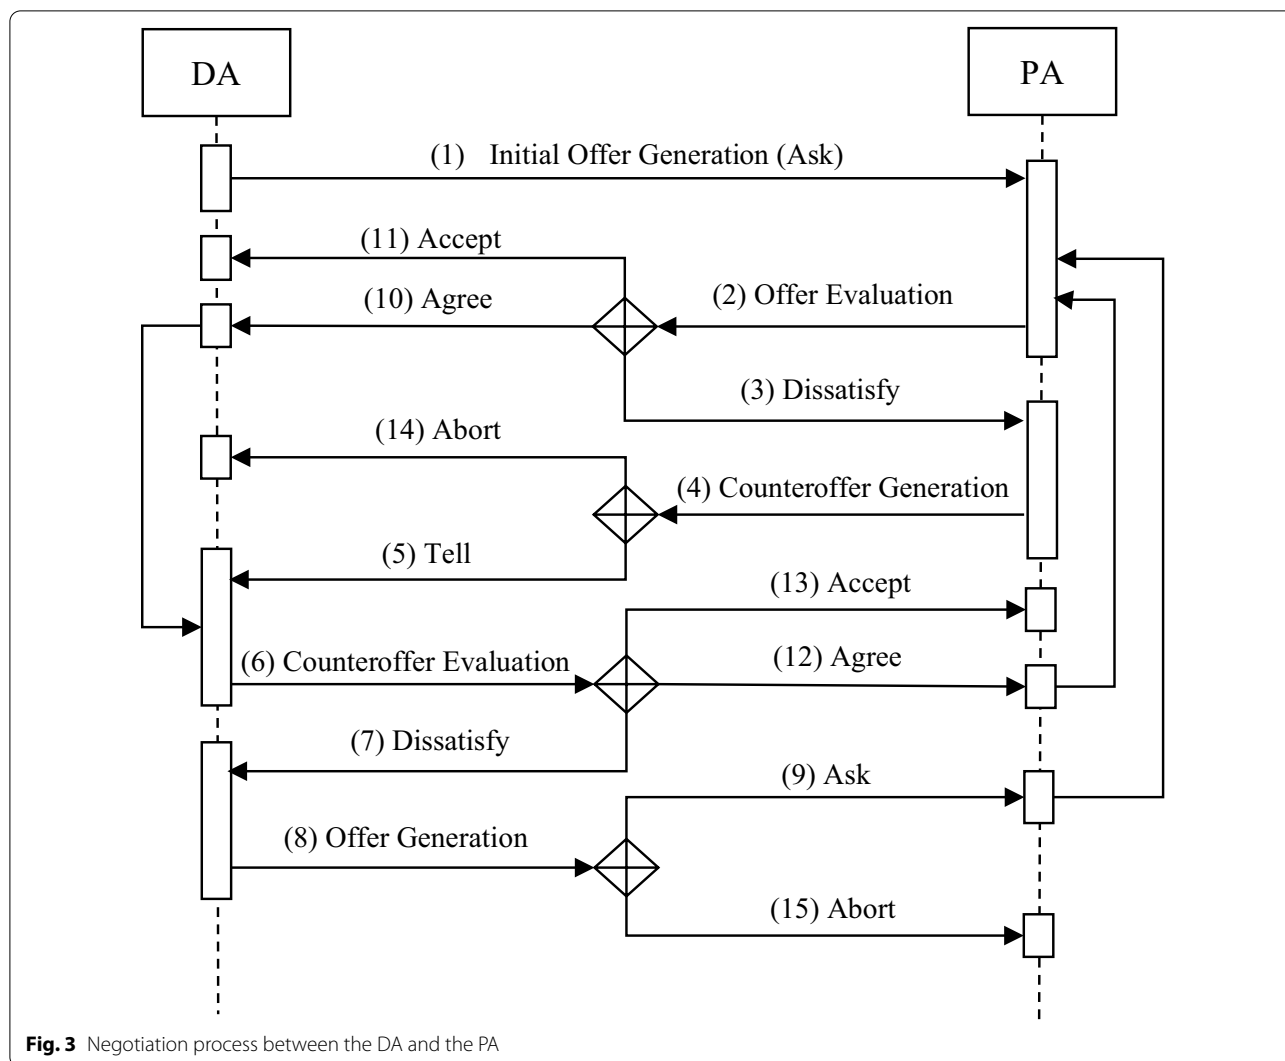 DA
PA
(1) Initial Offer Generation (Ask)
(11) Accept
(10) Agree
(2) Offer Evaluation
(3) Dissatisfy
(14) Abort
(4) Counteroffer Generation
(5) Tell
(13) Accept
(6) Counteroffer Evaluation
(12) Agree
(7) Dissatisfy
(9) Ask
(8) Offer Generation
(15) Abort
Fig. 3 Negotiation process between the DA and the PA